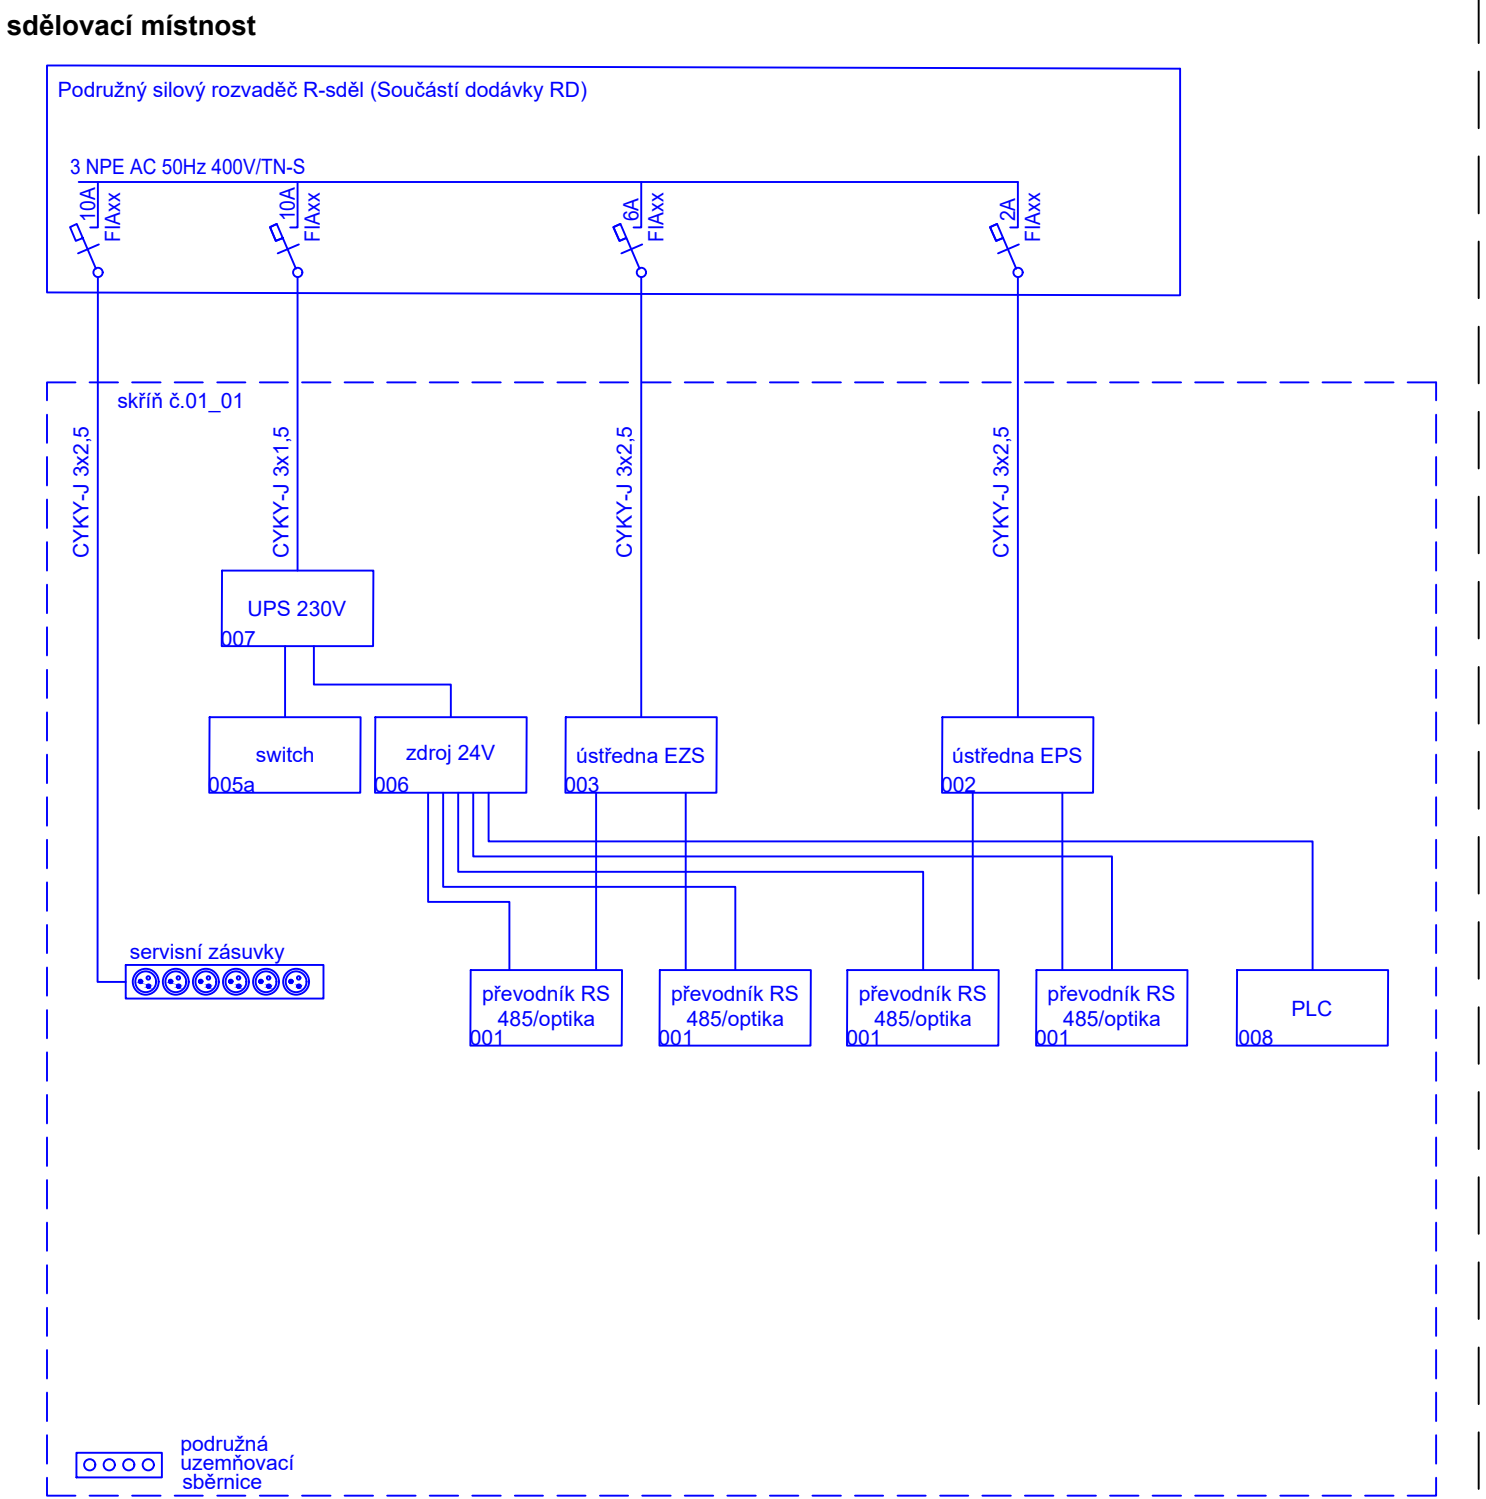 sdělovací místnost
Podružný silový rozvaděč R-sděl (Součástí dodávky RD)
3 NPE AC 50Hz 400V/TN-S
10A
FIAxx
10A
FIAxx
6A
FIAxx
2A
FIAxx
skříň č.01_01
CYKY-J 3x2,5
CYKY-J 3x1,5
CYKY-J 3x2,5
CYKY-J 3x2,5
UPS 230V
007
switch
005a
zdroj 24V
006
ústředna EZS
003
ústředna EPS
002
servisní zásuvky
převodník RS
485/optika
001
převodník RS
485/optika
001
převodník RS
485/optika
001
převodník RS
485/optika
001
PLC
008
podružná
uzemňovací
sběrnice